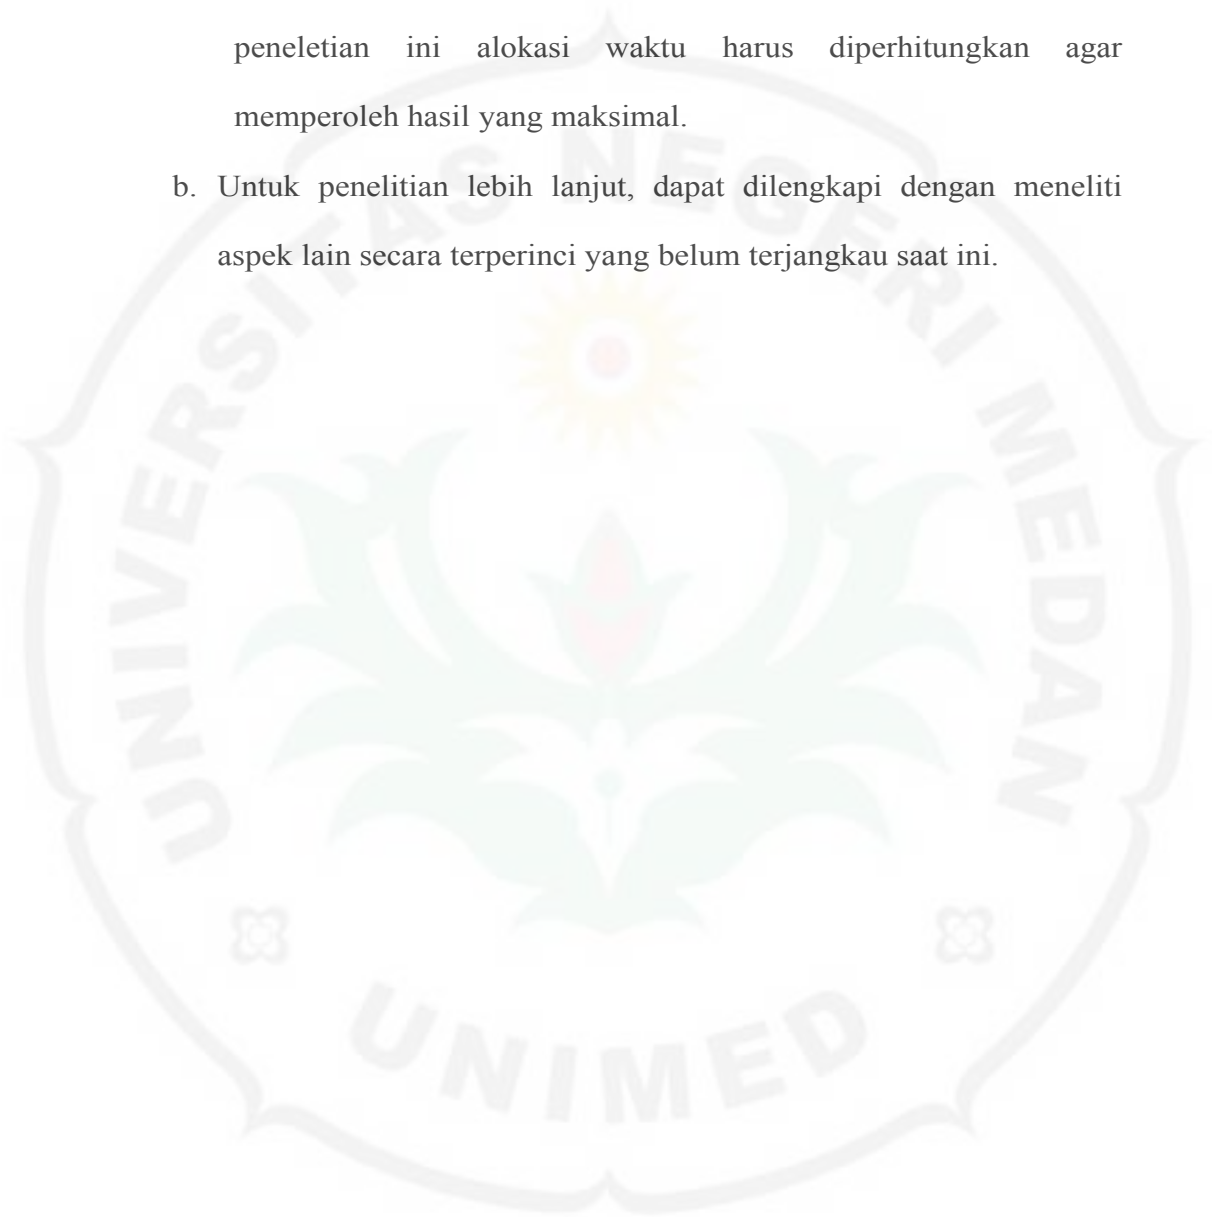 peneletian ini alokasi waktu harus diperhitungkan agar
memperoleh hasil yang maksimal.
b. Untuk penelitian lebih lanjut, dapat dilengkapi dengan meneliti
aspek lain secara terperinci yang belum terjangkau saat ini.
UNIVERSITAS NEGERI MEDAN
UNIMED